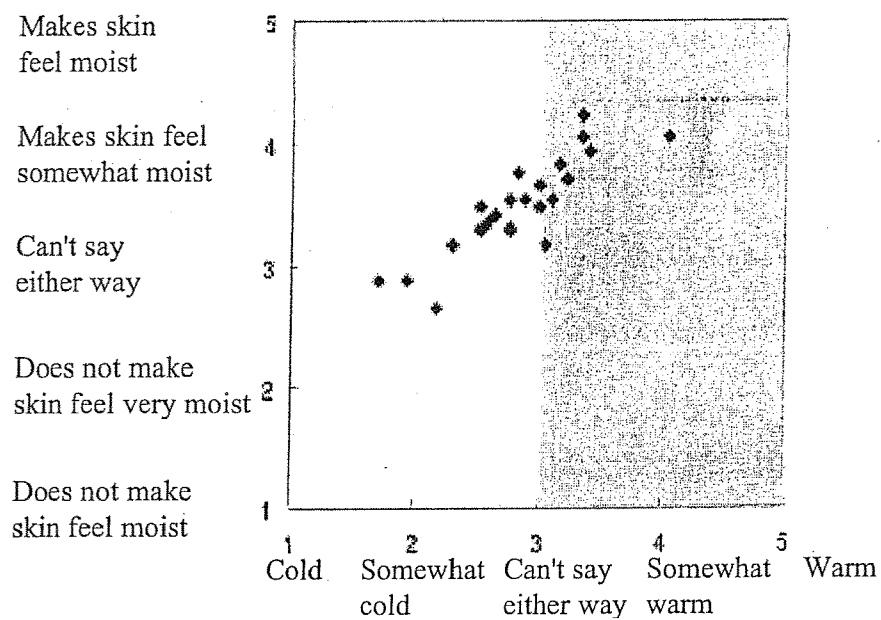 Makes skin
feel moist
5
Makes skin feel
somewhat moist
4
Can't say
either way
3
Does not make
skin feel very moist
2
Does not make
skin feel moist
1
1 2 3 4 5
Cold Somewhat cold Can't say either way Somewhat warm Warm